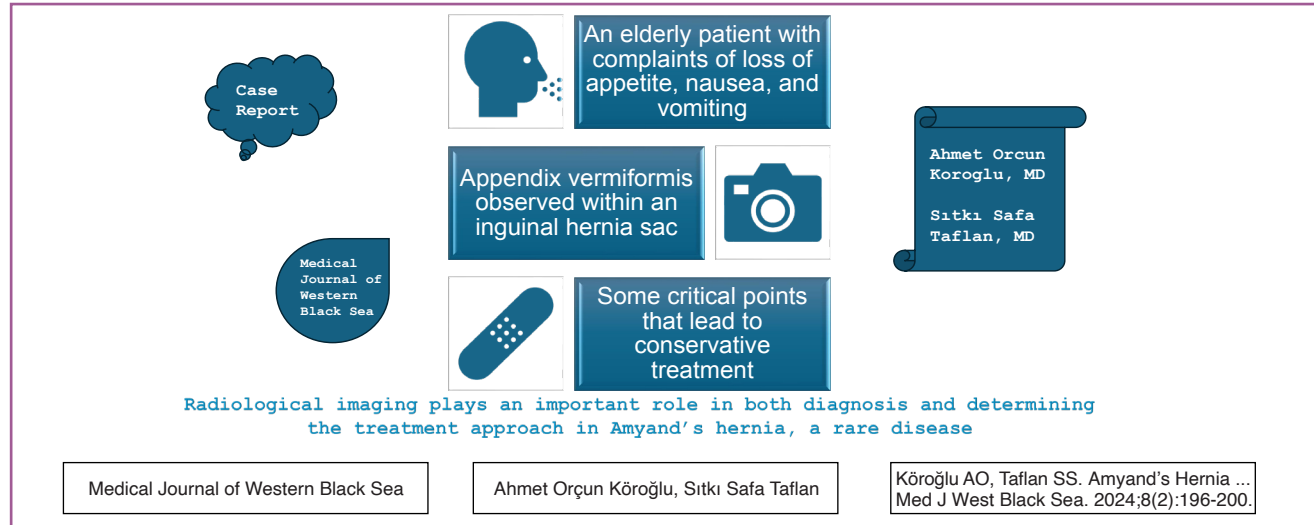 Case
Report
An elderly patient with
complaints of loss of
appetite, nausea, and
vomiting
Ahmet Orcun
Koroglu, MD
Sıtkı Safa
Taflan, MD
Appendix vermiformis
observed within an
inguinal hernia sac
Medical
Journal of
Western
Black Sea
Some critical points
that lead to
conservative
treatment
Radiological imaging plays an important role in both diagnosis and determining
the treatment approach in Amyand’s hernia, a rare disease
Medical Journal of Western Black Sea
Ahmet Orçun Köroğlu, Sıtkı Safa Taflan
Köroğlu AO, Taflan SS. Amyand’s Hernia ...
Med J West Black Sea. 2024;8(2):196-200.